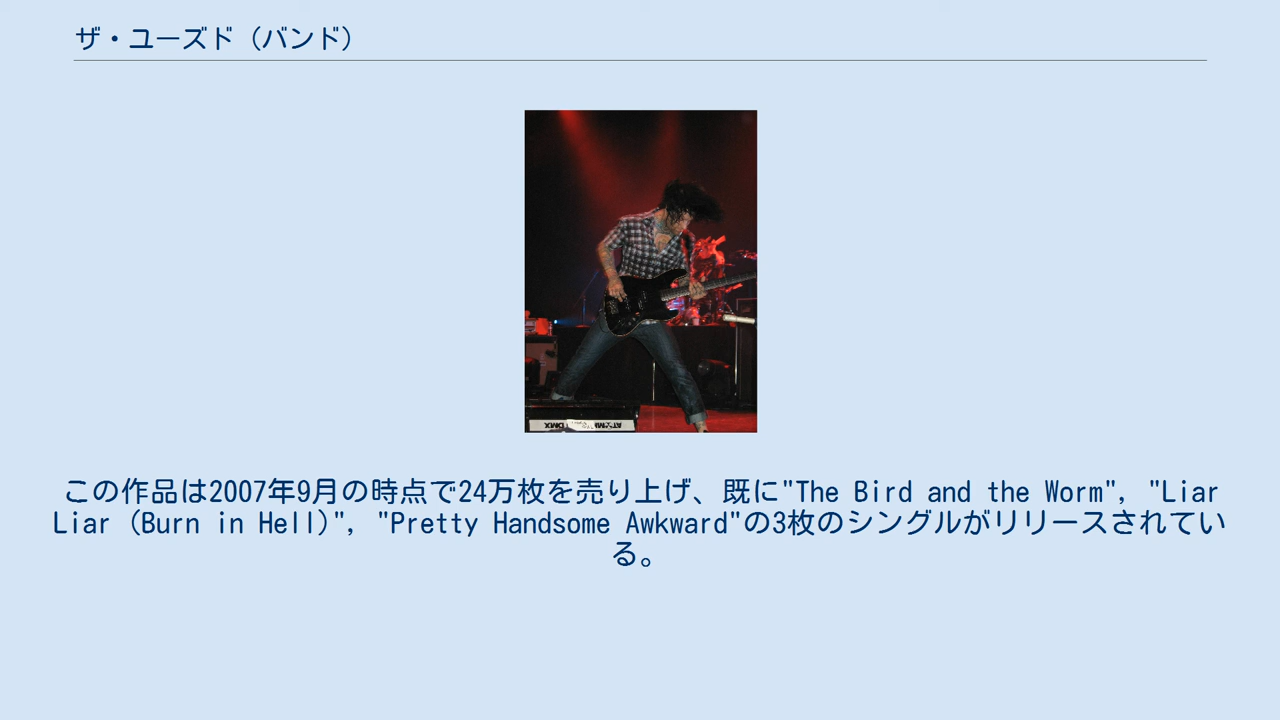 ザ・ユーズド（バンド）
この作品は2007年9月の時点で24万枚を売り上げ、既に"The Bird and the Worm", "Liar
Liar (Burn in Hell)", "Pretty Handsome Awkward"の3枚のシングルがリリースされてい
る。